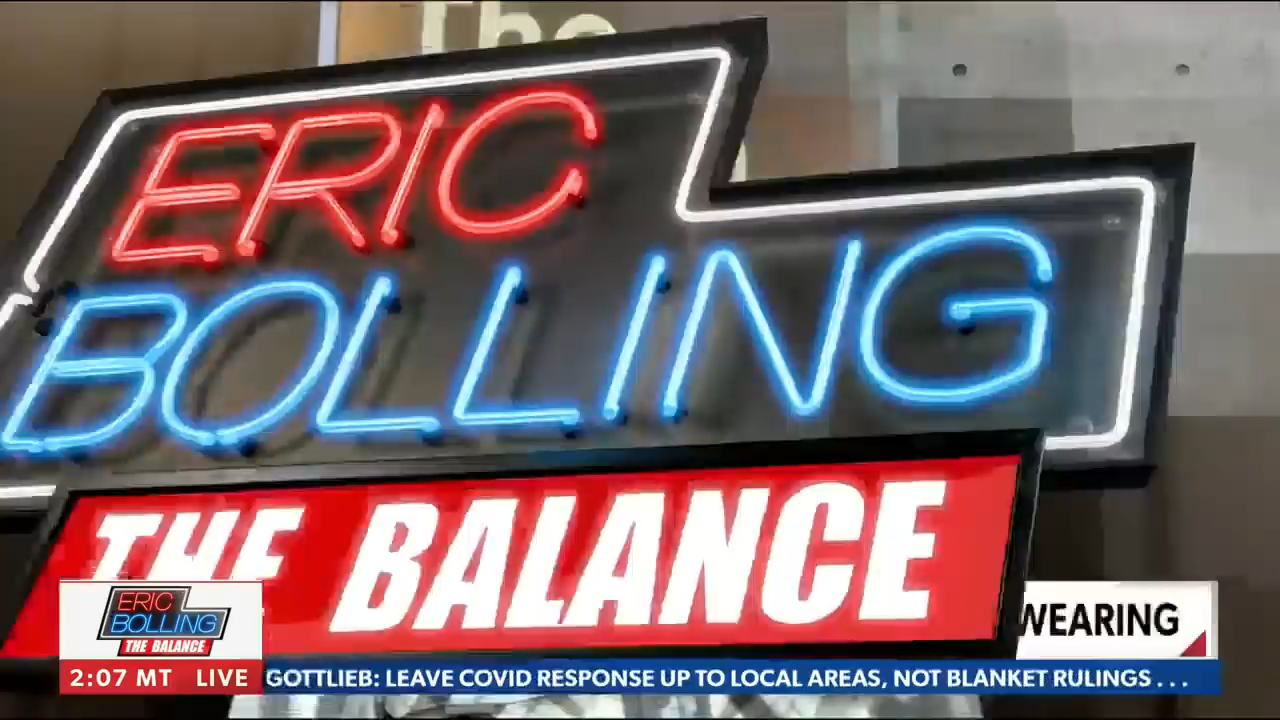 The
ERIC
BOLLING
THE BALANCE
ERIC
BOLLING
THE BALANCE
WEARING
2:07 MT LIVE
GOTTLIEB: LEAVE COVID RESPONSE UP TO LOCAL AREAS, NOT BLANKET RULINGS . . .